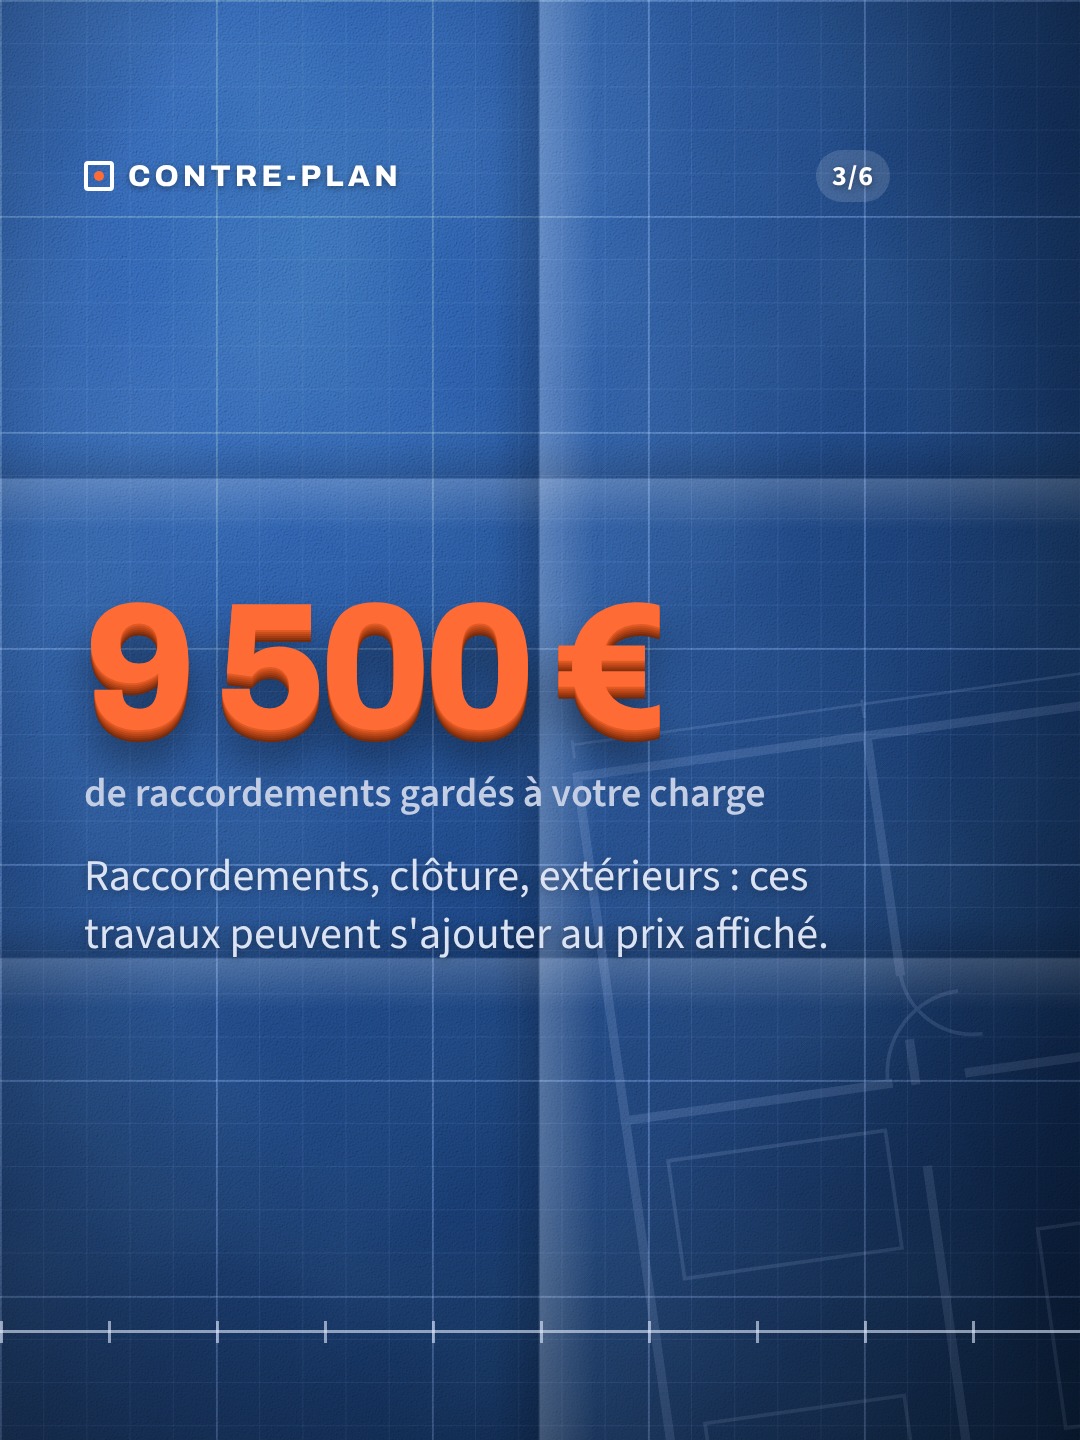 CONTRE-PLAN
3/6
9 500 €
de raccordements gardés à votre charge
Raccordements, clôture, extérieurs : ces
travaux peuvent s'ajouter au prix affiché.